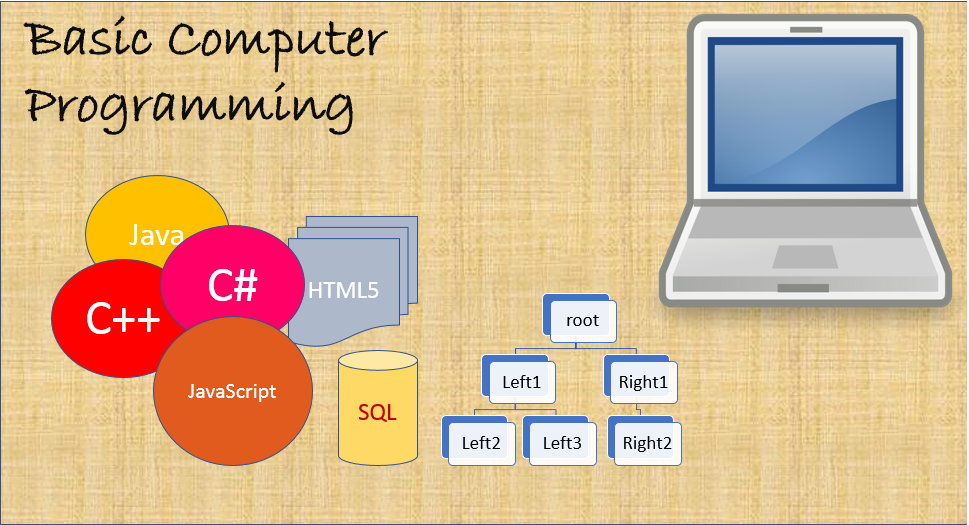 Basic Computer
Programming
Java
C#
HTML5
C++
JavaScript
SQL
root
Left1
Right1
Left2
Left3
Right2